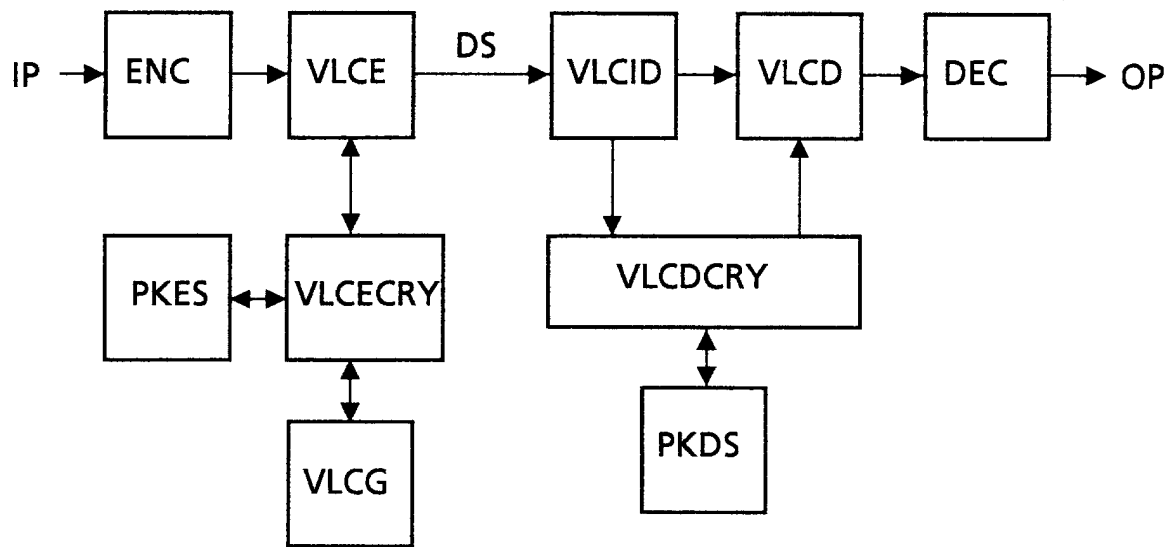 DS
IP ENC VLCE VLCID VLCD DEC OP
PKES VLCECRY VLCDCRY
VLCG PKDS